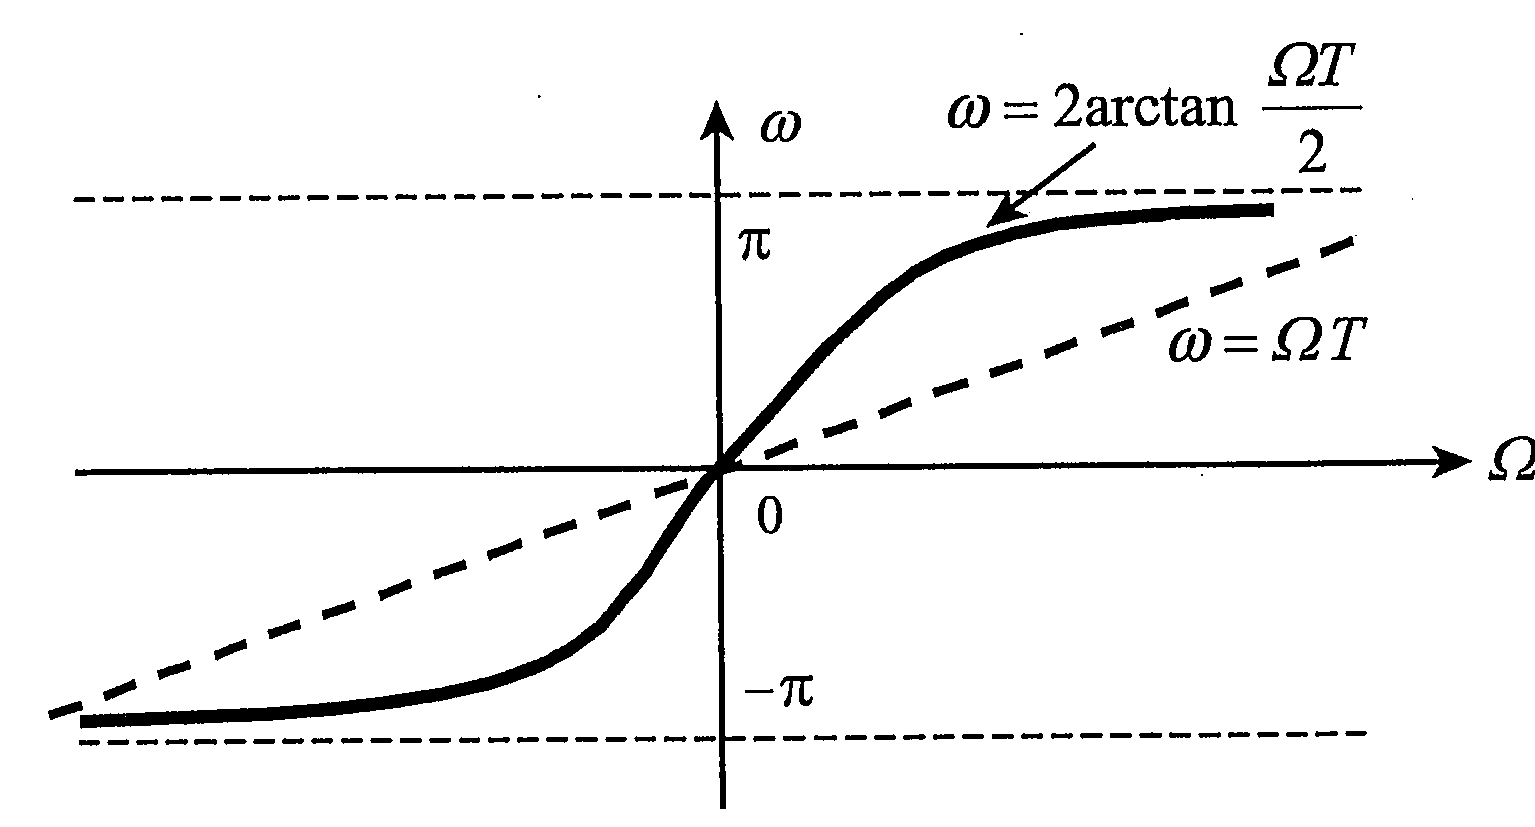 ω = 2arctan ΩT/2
ω
π
ω = ΩT
Ω
0
−π